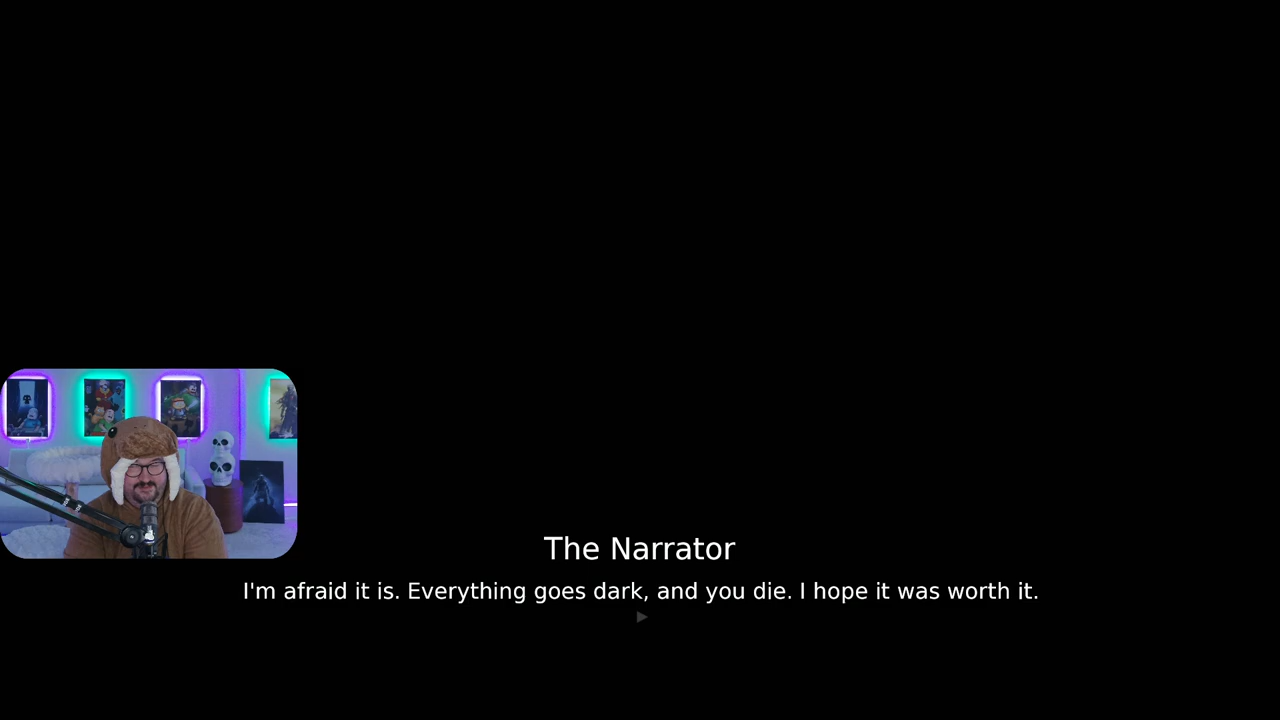 The Narrator
I'm afraid it is. Everything goes dark, and you die. I hope it was worth it.